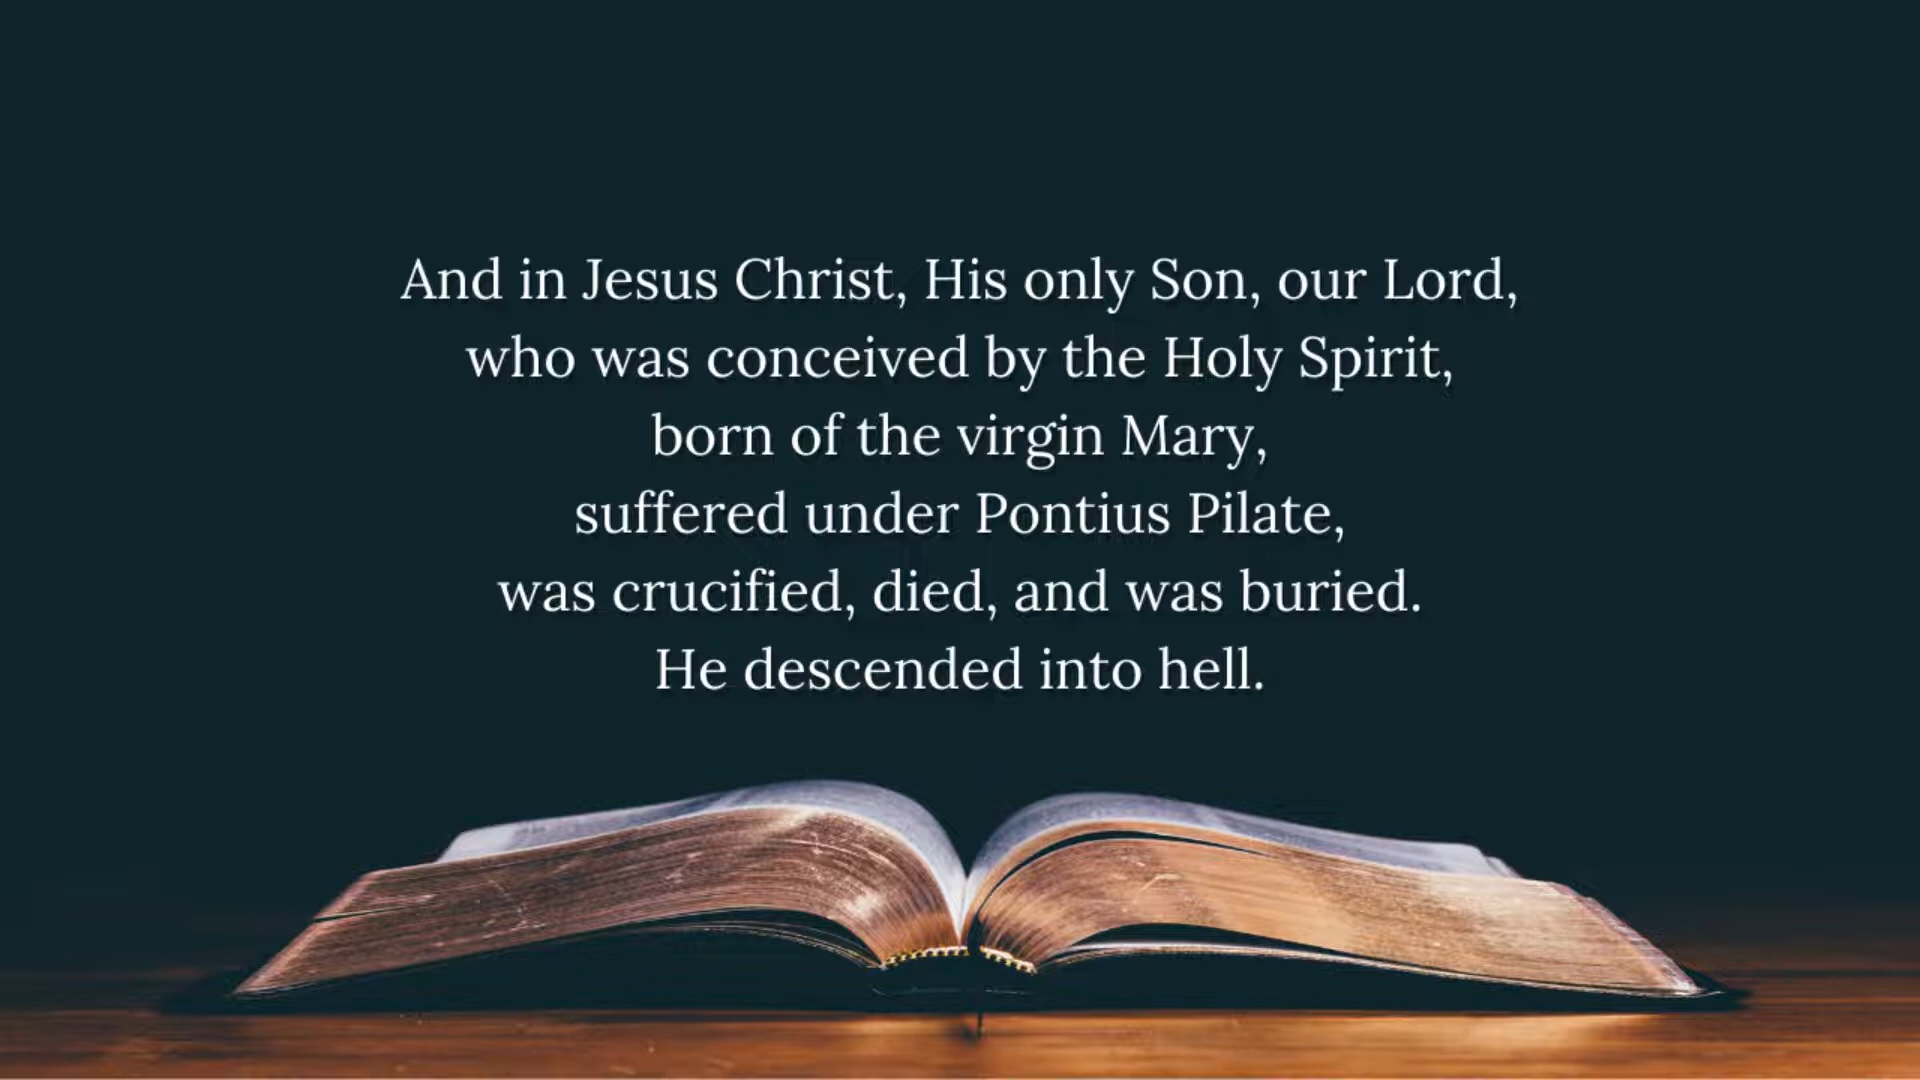 And in Jesus Christ, His only Son, our Lord,
who was conceived by the Holy Spirit,
born of the virgin Mary,
suffered under Pontius Pilate,
was crucified, died, and was buried.
He descended into hell.